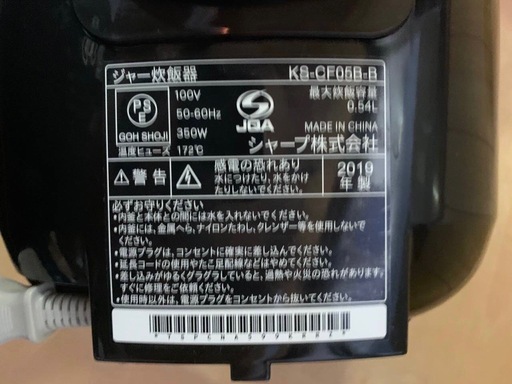 ジャー炊飯器
KS-CF05B-B
PS
E
GOH SHOJI
100V
50-60Hz
350W
温度ヒューズ 172℃
JQA
最大炊飯容量
0.54L
MADE IN CHINA
シャープ株式会社
警告
感電の恐れあり
水につけたり、水をかけ
たりしないでください。
2019
年製
必ずお守りください
・内釜と本体との間には水を入れないでください。
・内釜には、金属へら、ナイロンたわし、クレンザー等を使用しない
でください。
・電源プラグは、コンセントに確実に差し込んでください。
・延長コードの使用やたこ足配線などはやめてください。
・差し込みがゆるくグラグラしていると、過熱や火災の恐れがあります。
すぐに修理をご依頼ください。
・使用時以外は、電源プラグをコンセントから抜いてください。